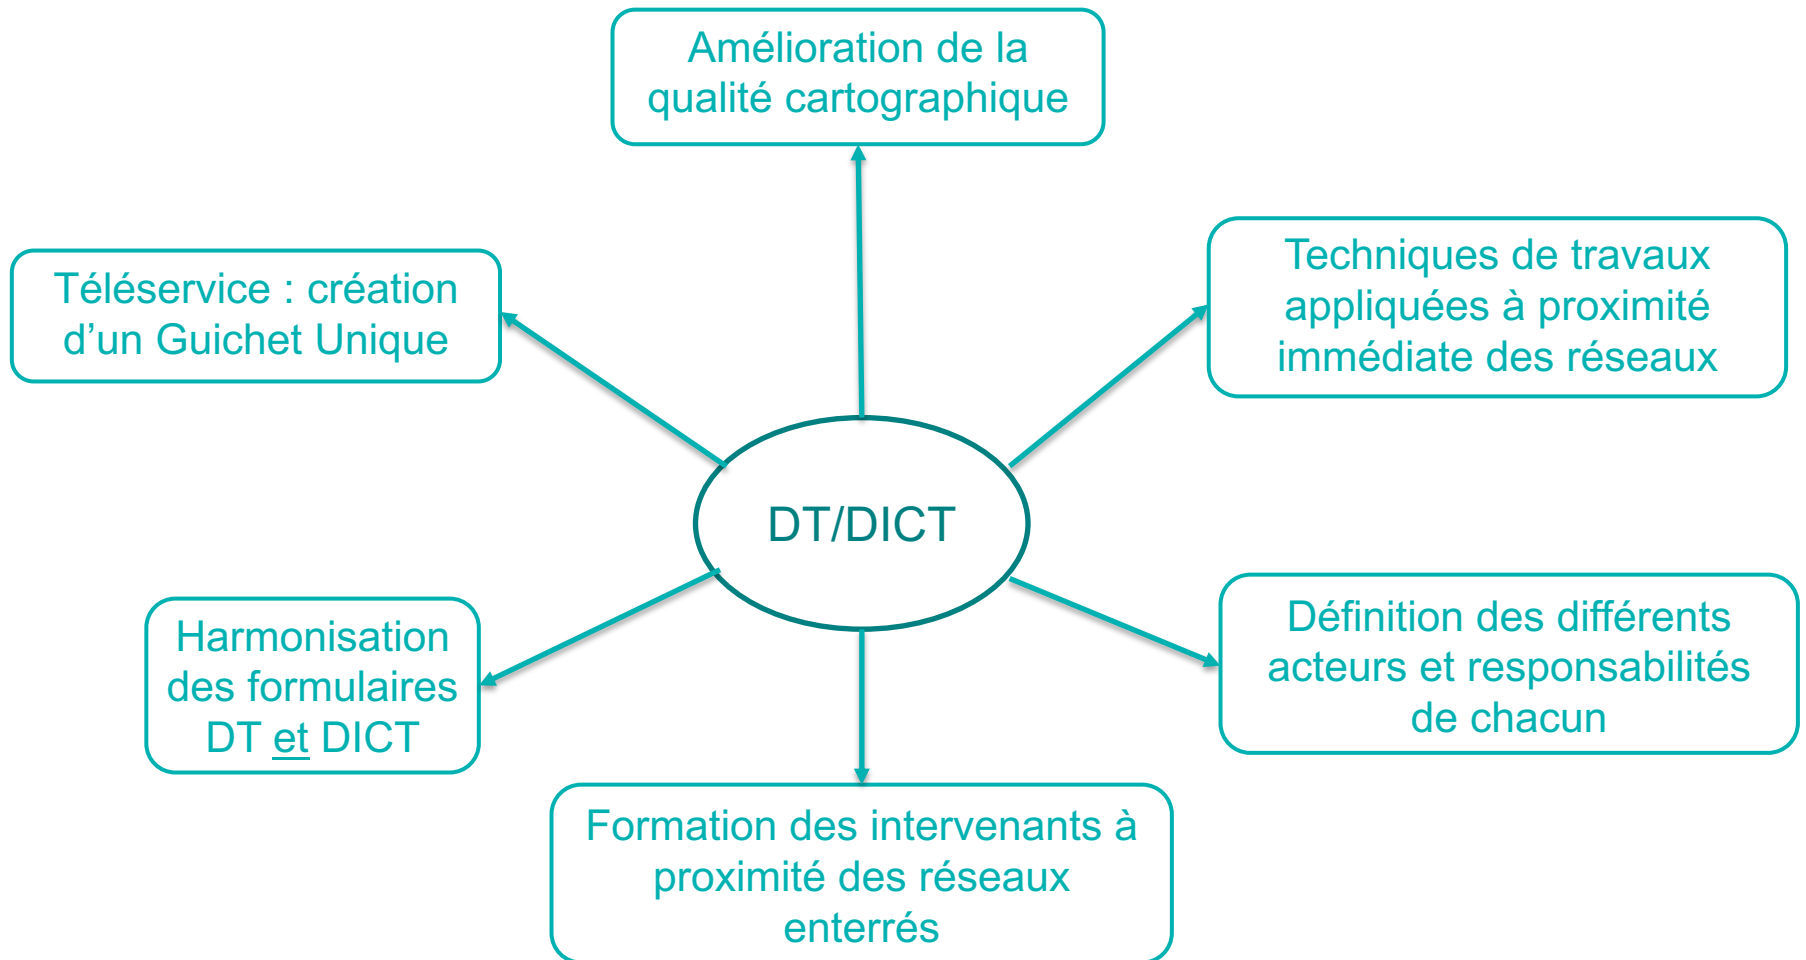 Amélioration de la
qualité cartographique
Téléservice : création
d’un Guichet Unique
Techniques de travaux
appliquées à proximité
immédiate des réseaux
DT/DICT
Harmonisation
des formulaires
DT et DICT
Définition des différents
acteurs et responsabilités
de chacun
Formation des intervenants à
proximité des réseaux
enterrés